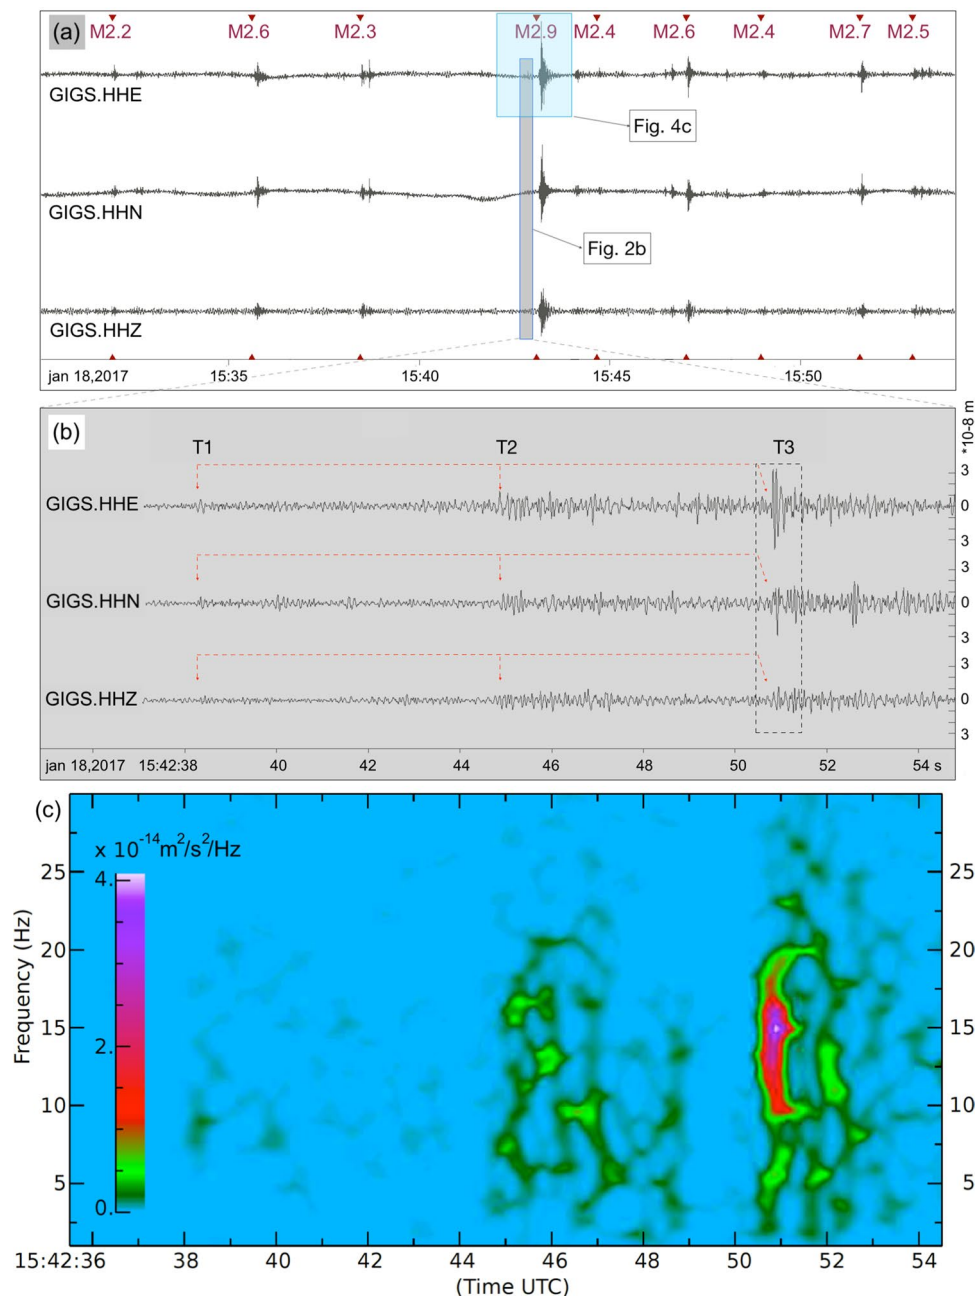 (a)
M2.2 M2.6 M2.3 M2.9 M2.4 M2.6 M2.4 M2.7 M2.5
GIGS.HHE
Fig. 4c
GIGS.HHN
Fig. 2b
GIGS.HHZ
jan 18,2017 15:35 15:40 15:45 15:50
(b)
*10-8 m
T1 T2 T3
3
GIGS.HHE 0
3
3
GIGS.HHN 0
3
3
GIGS.HHZ 0
3
jan 18,2017 15:42:38 40 42 44 46 48 50 52 54 s
(c)
x 10-14m2/s2/Hz
4.
2.
0.
Frequency (Hz)
25 25
20 20
15 15
10 10
5 5
15:42:36 38 40 42 44 46 48 50 52 54
(Time UTC)